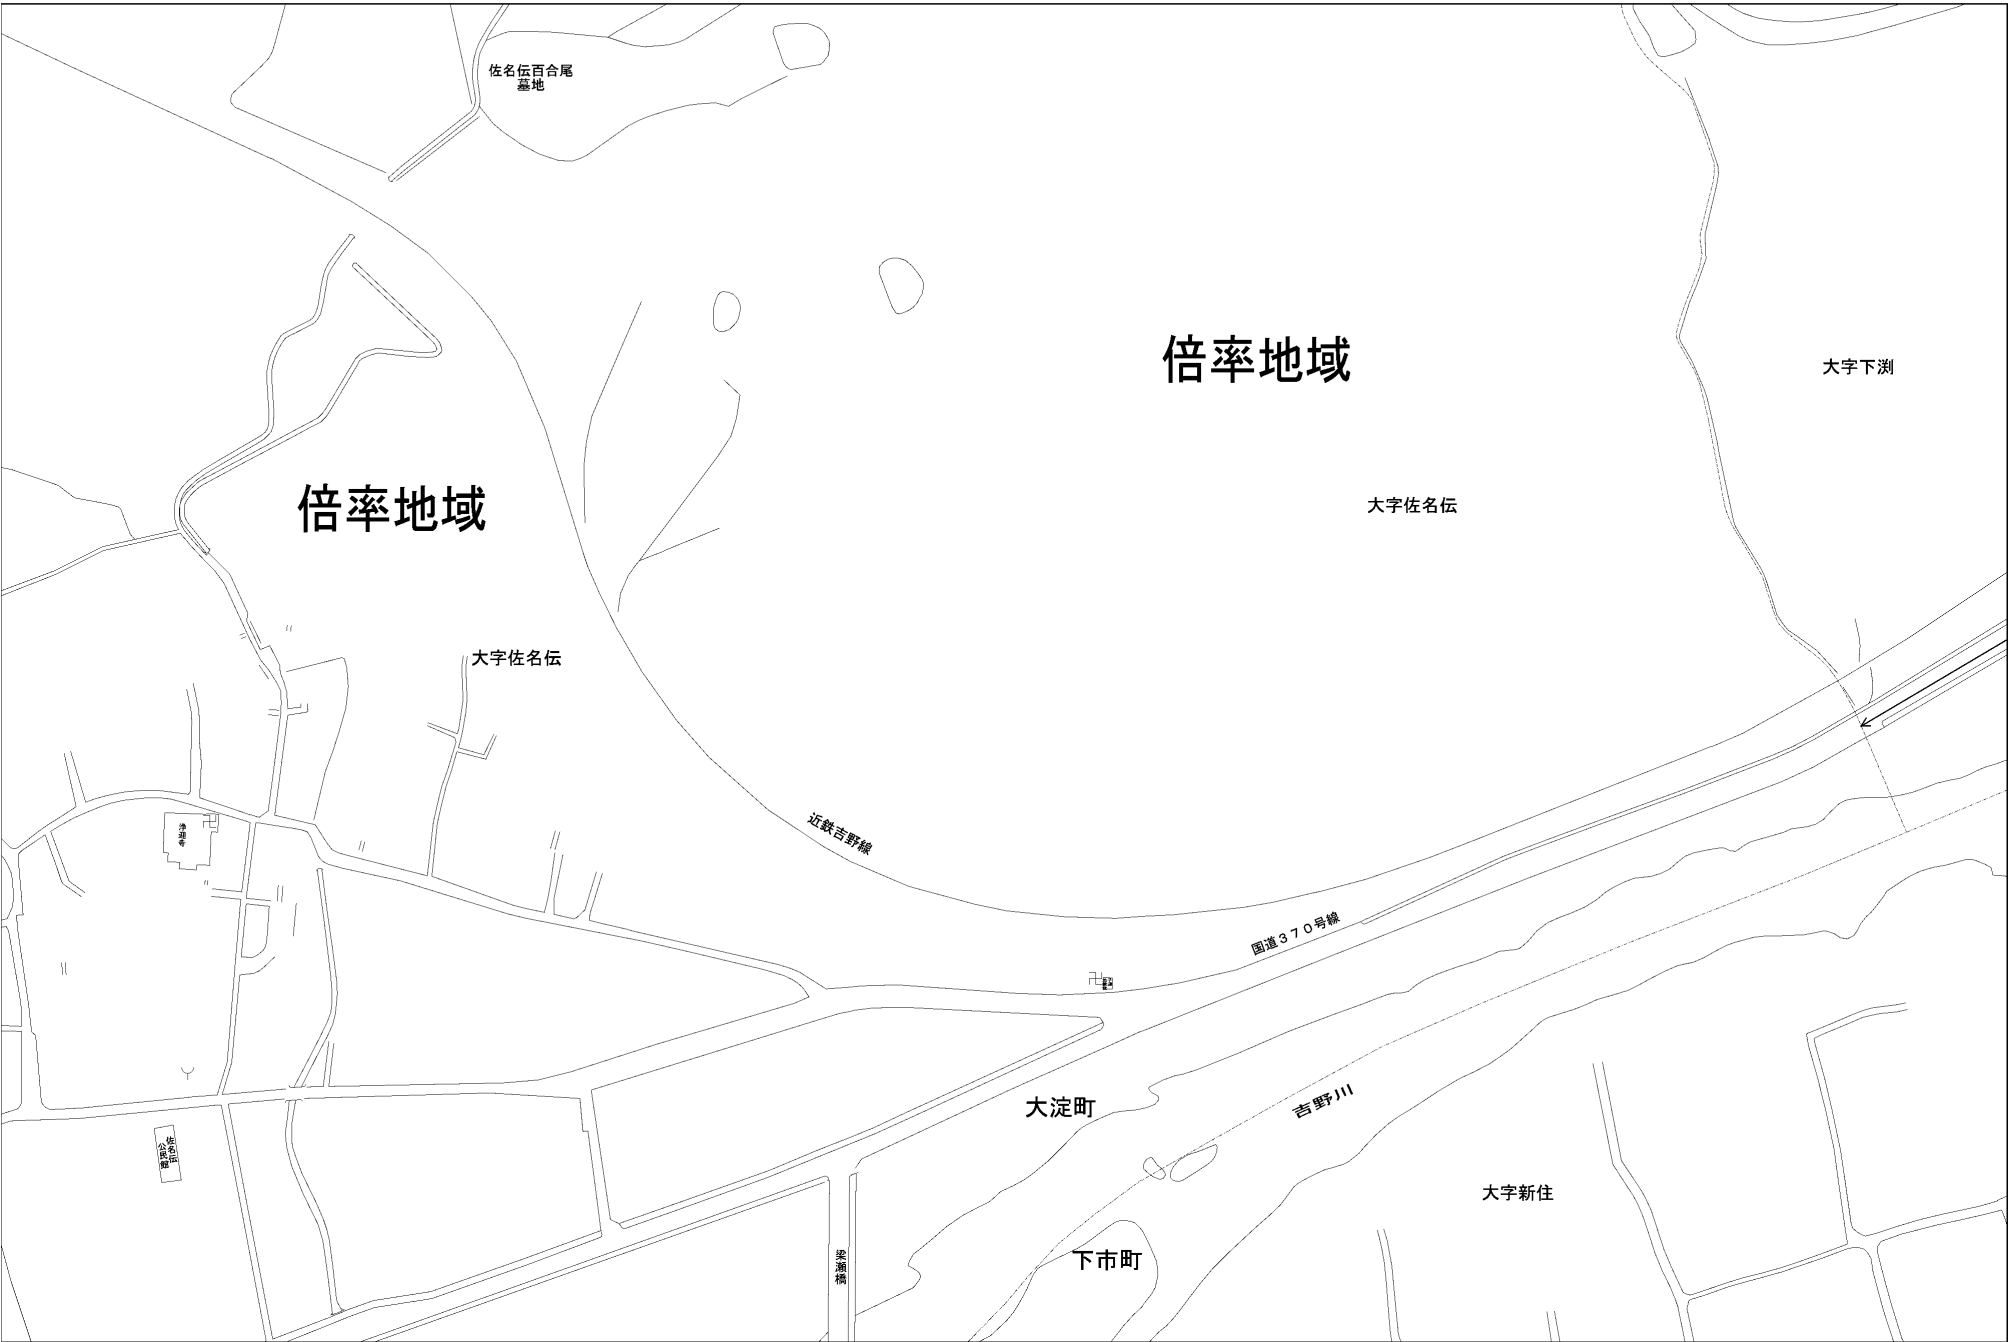 佐名伝百合尾
墓地
倍率地域
大字下渕
倍率地域
大字佐名伝
大字佐名伝
近鉄吉野線
浄迎寺
国道３７０号線
大淀町
吉野川
佐名伝
公民館
大字新住
下市町
梁瀬橋